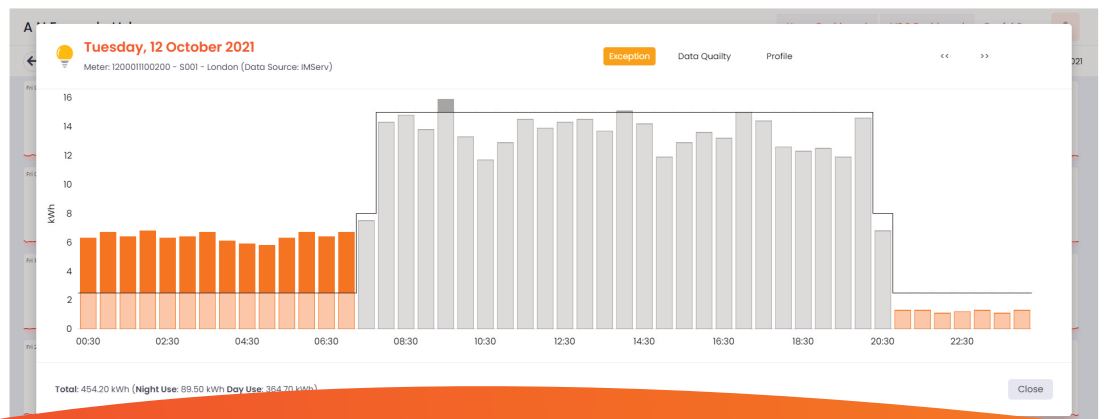 Tuesday, 12 October 2021
Meter: 1200011100200 - S001 - London (Data Source: IMServ)
Exception Data Quality Profile << >>
021
16
14
12
10
8
6
4
2
0
kWh
00:30 02:30 04:30 06:30 08:30 10:30 12:30 14:30 16:30 18:30 20:30 22:30
Total: 454.20 kWh (Night Use: 89.50 kWh Day Use: 364.70 kWh)
Close